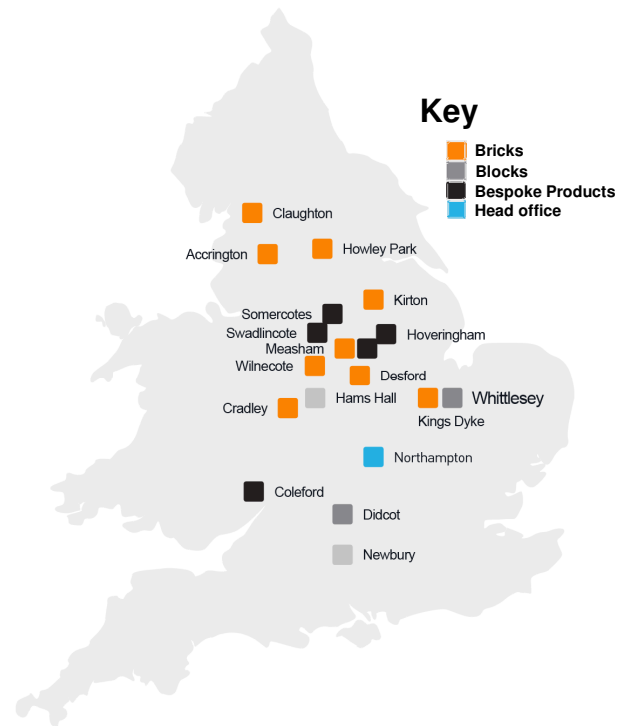 Key
Bricks
Blocks
Bespoke Products
Head office
Claughton
Accrington
Howley Park
Kirton
Somercotes
Swadlincote
Hoveringham
Measham
Wilnecote
Desford
Hams Hall
Whittlesey
Cradley
Kings Dyke
Northampton
Coleford
Didcot
Newbury